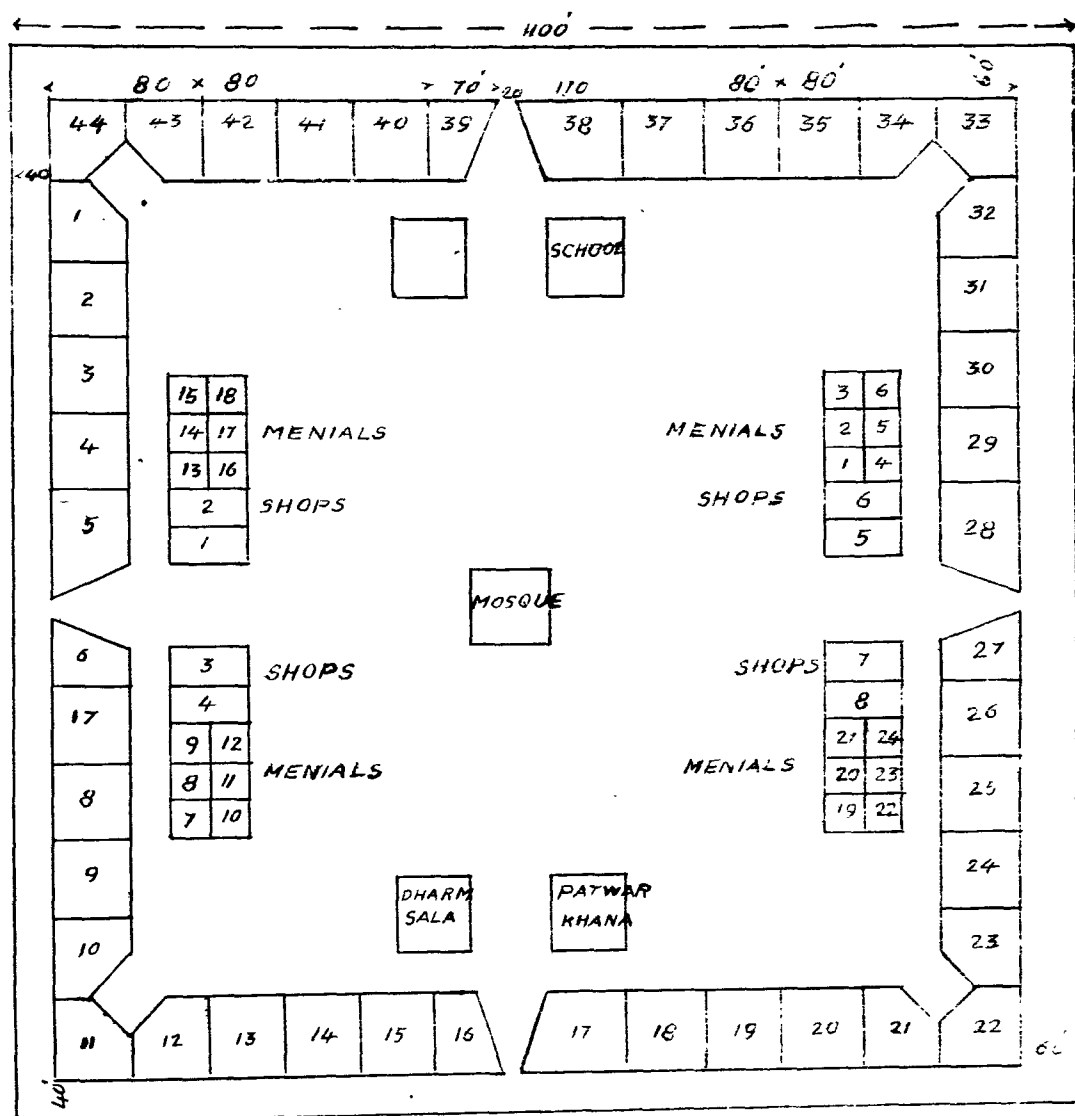 400'
80 x 80 70' 20 110 80' x 80' 60'
44 43 42 41 40 39 38 37 36 35 34 33
40
1 32
SCHOOL
2 31
3 30
15 18 3 6
4 14 17 MENIALS MENIALS 2 5 29
13 16 1 4
5 2 SHOPS SHOPS 6 28
1 5
MOSQUE
6 3 SHOPS SHOPS 7 27
17 4 8 26
9 12 21 24
8 8 11 MENIALS MENIALS 20 23 25
7 10 19 22
9 24
DHARM PATWAR
SALA KHANA
10 23
11 12 13 14 15 16 17 18 19 20 21 22
40' 60'